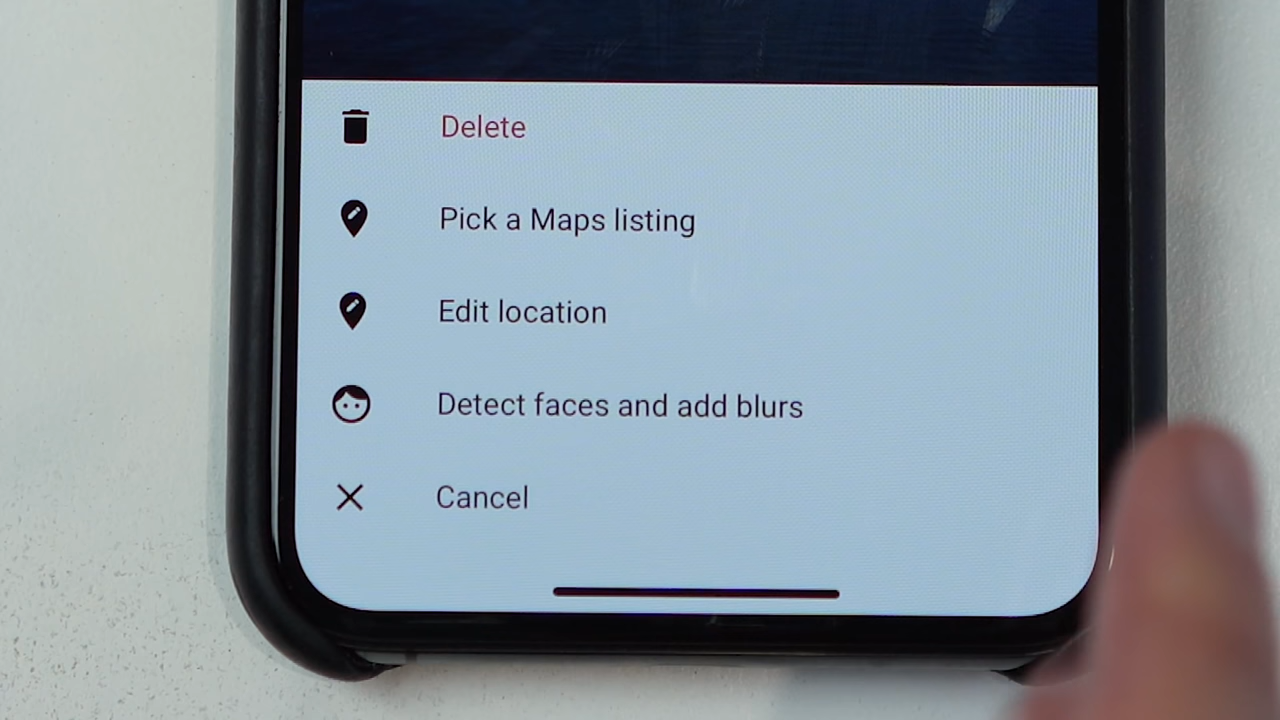 Delete
Pick a Maps listing
Edit location
Detect faces and add blurs
Cancel